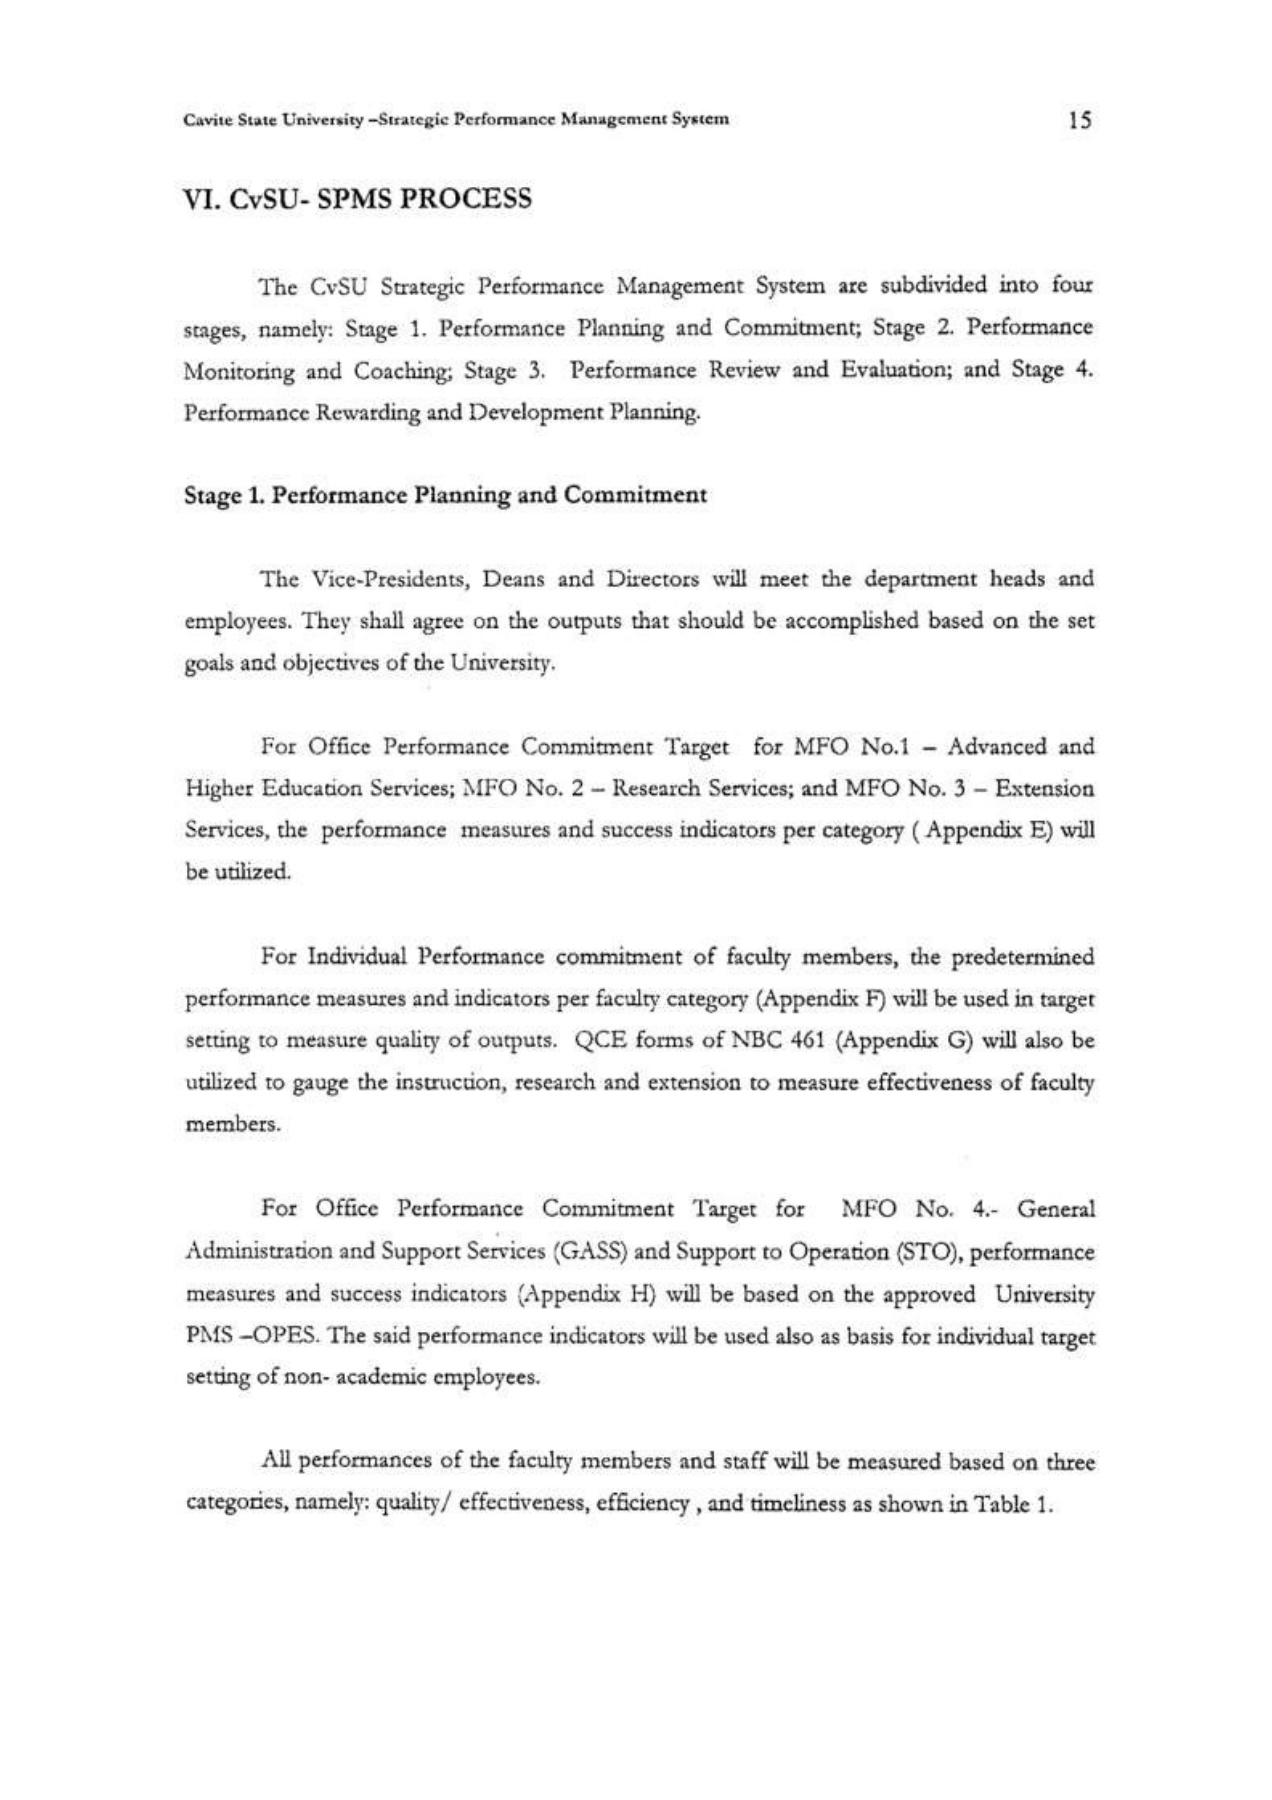 Cavite State University –Strategic Performance Management System 15
VI. CvSU- SPMS PROCESS
The CvSU Strategic Performance Management System are subdivided into four
stages, namely: Stage 1. Performance Planning and Commitment; Stage 2. Performance
Monitoring and Coaching; Stage 3. Performance Review and Evaluation; and Stage 4.
Performance Rewarding and Development Planning.
Stage 1. Performance Planning and Commitment
The Vice-Presidents, Deans and Directors will meet the department heads and
employees. They shall agree on the outputs that should be accomplished based on the set
goals and objectives of the University.
For Office Performance Commitment Target for MFO No.1 – Advanced and
Higher Education Services; MFO No. 2 – Research Services; and MFO No. 3 – Extension
Services, the performance measures and success indicators per category ( Appendix E) will
be utilized.
For Individual Performance commitment of faculty members, the predetermined
performance measures and indicators per faculty category (Appendix F) will be used in target
setting to measure quality of outputs. QCE forms of NBC 461 (Appendix G) will also be
utilized to gauge the instruction, research and extension to measure effectiveness of faculty
members.
For Office Performance Commitment Target for MFO No. 4.- General
Administration and Support Services (GASS) and Support to Operation (STO), performance
measures and success indicators (Appendix H) will be based on the approved University
PMS –OPES. The said performance indicators will be used also as basis for individual target
setting of non- academic employees.
All performances of the faculty members and staff will be measured based on three
categories, namely: quality/ effectiveness, efficiency , and timeliness as shown in Table 1.